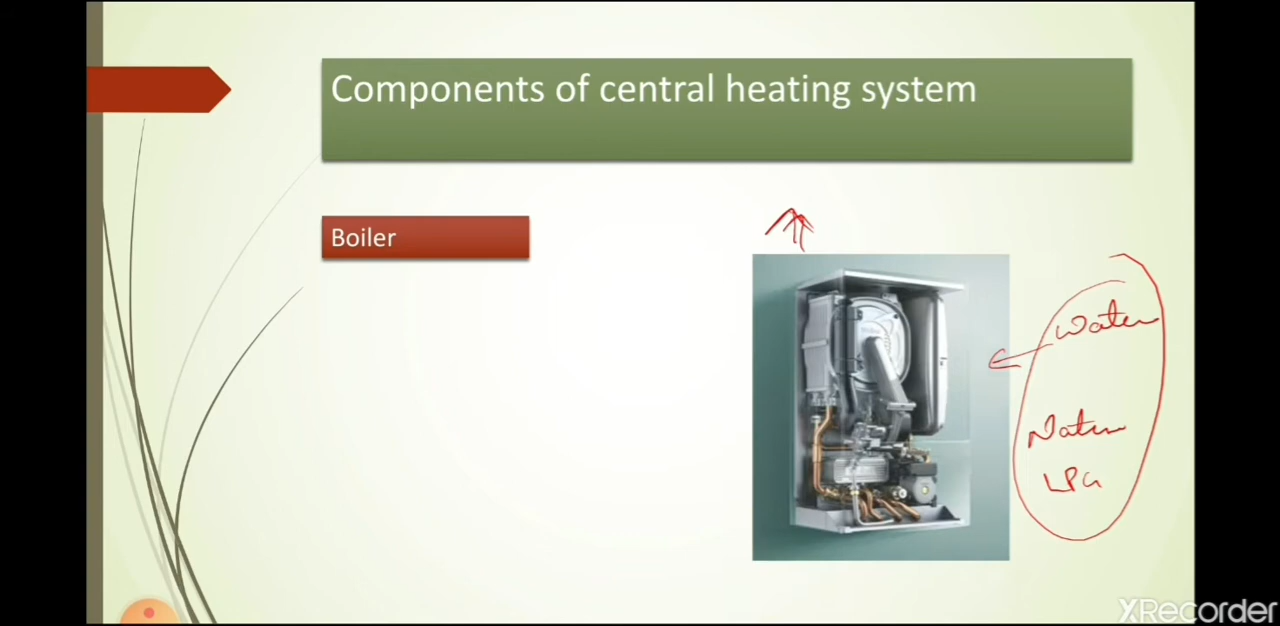 Components of central heating system
Boiler
Water
Natu
LPG
XRecorder